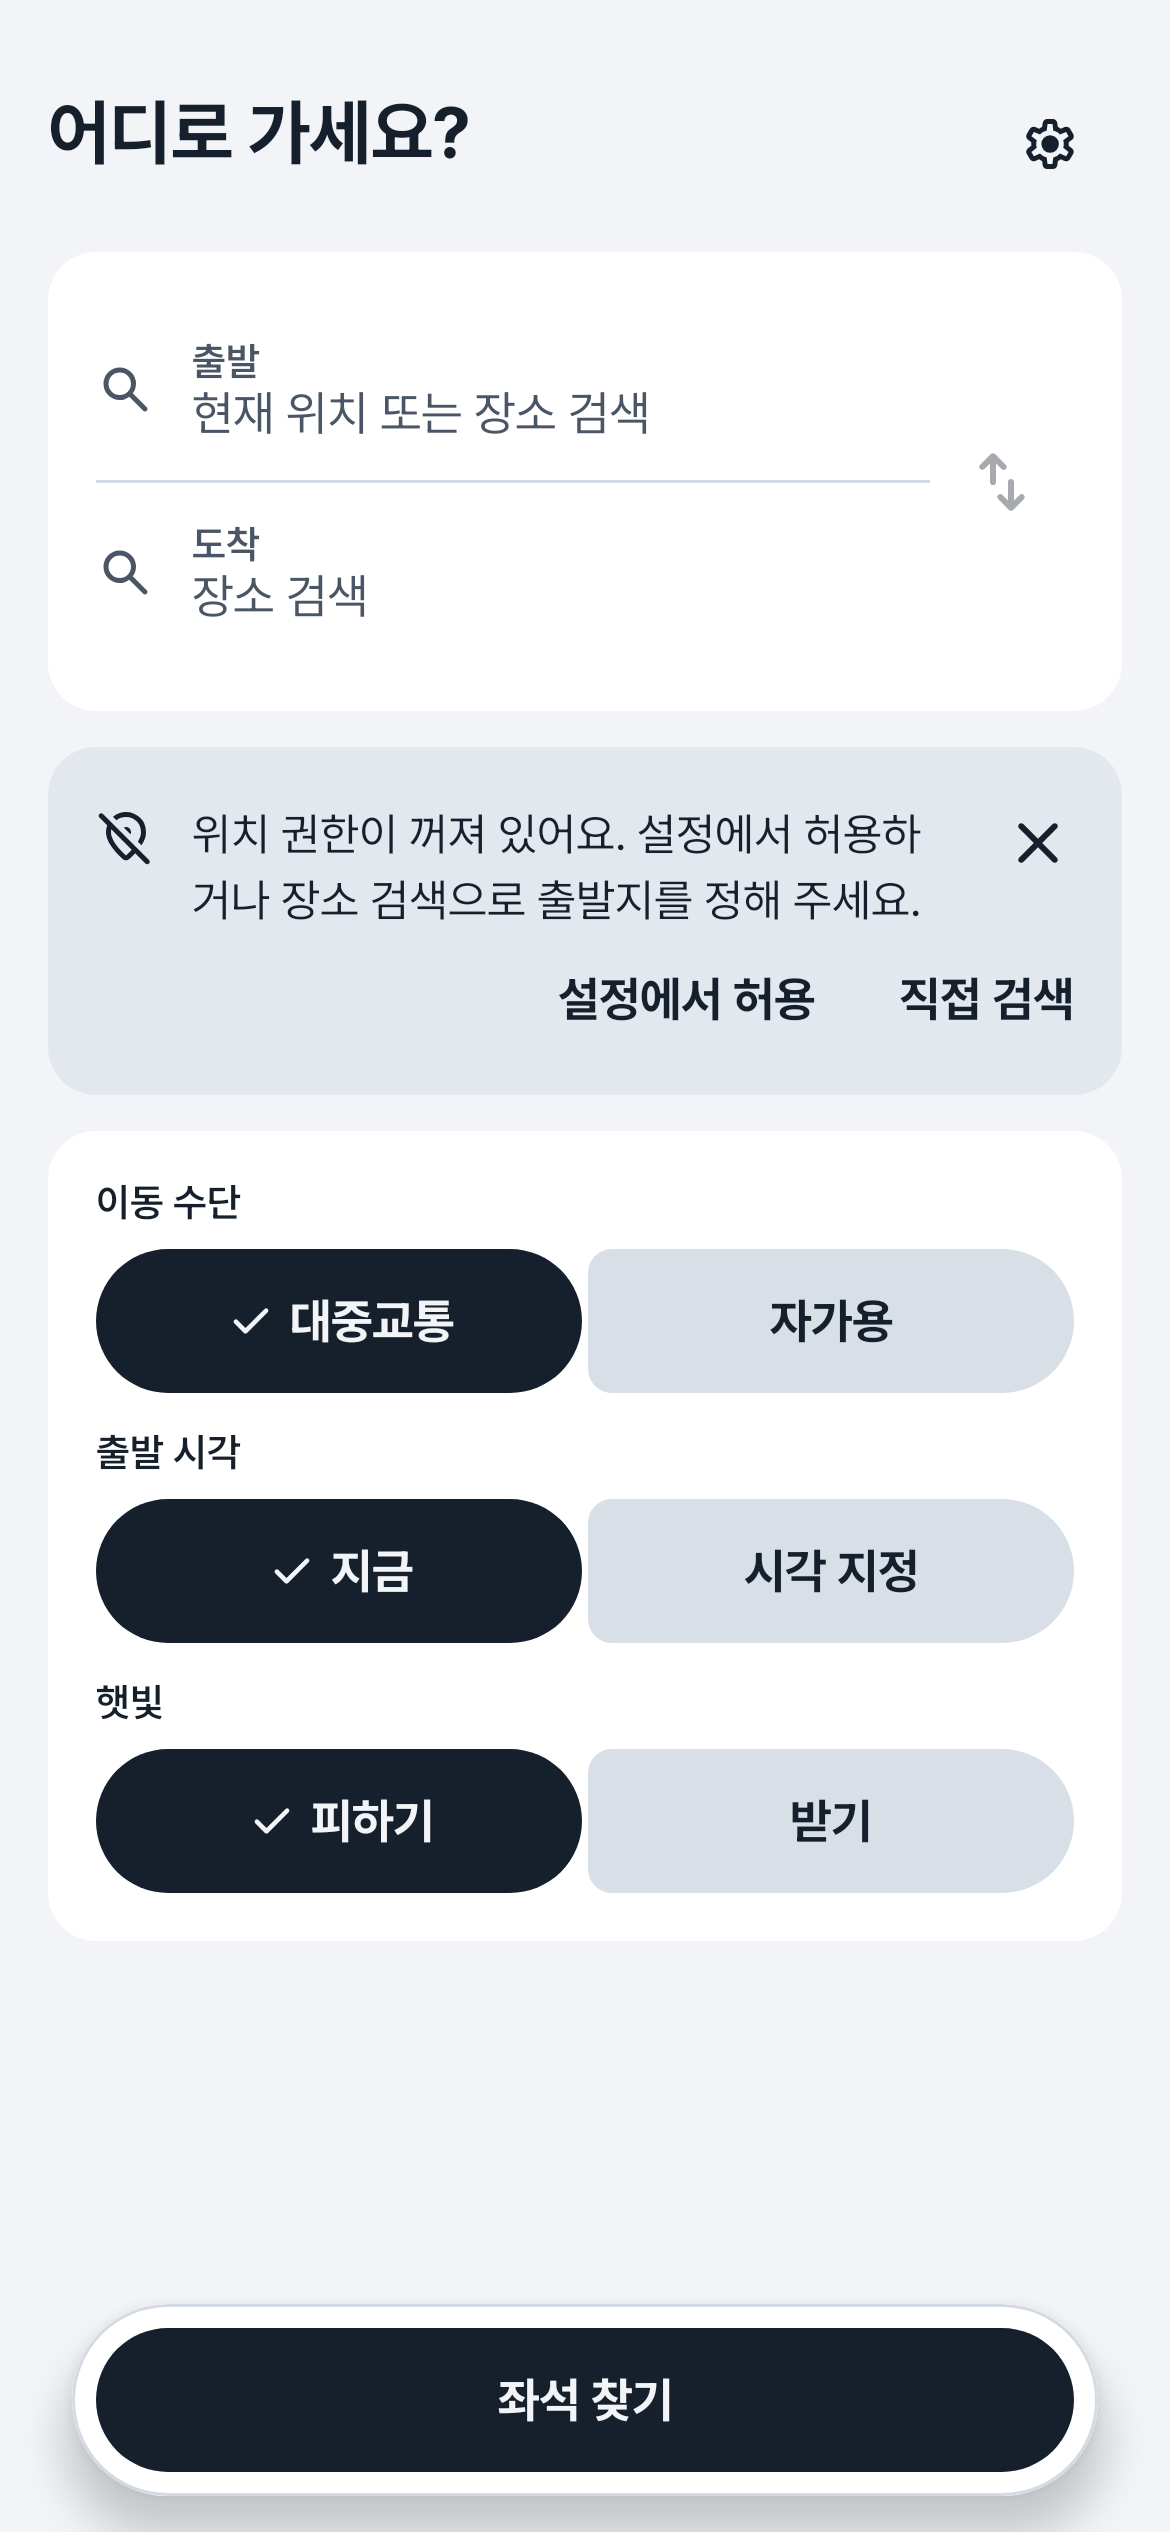 어디로 가세요?
출발
현재 위치 또는 장소 검색
도착
장소 검색
위치 권한이 꺼져 있어요. 설정에서 허용하
거나 장소 검색으로 출발지를 정해 주세요.
설정에서 허용 직접 검색
이동 수단
대중교통 자가용
출발 시각
지금 시각 지정
햇빛
피하기 받기
좌석 찾기